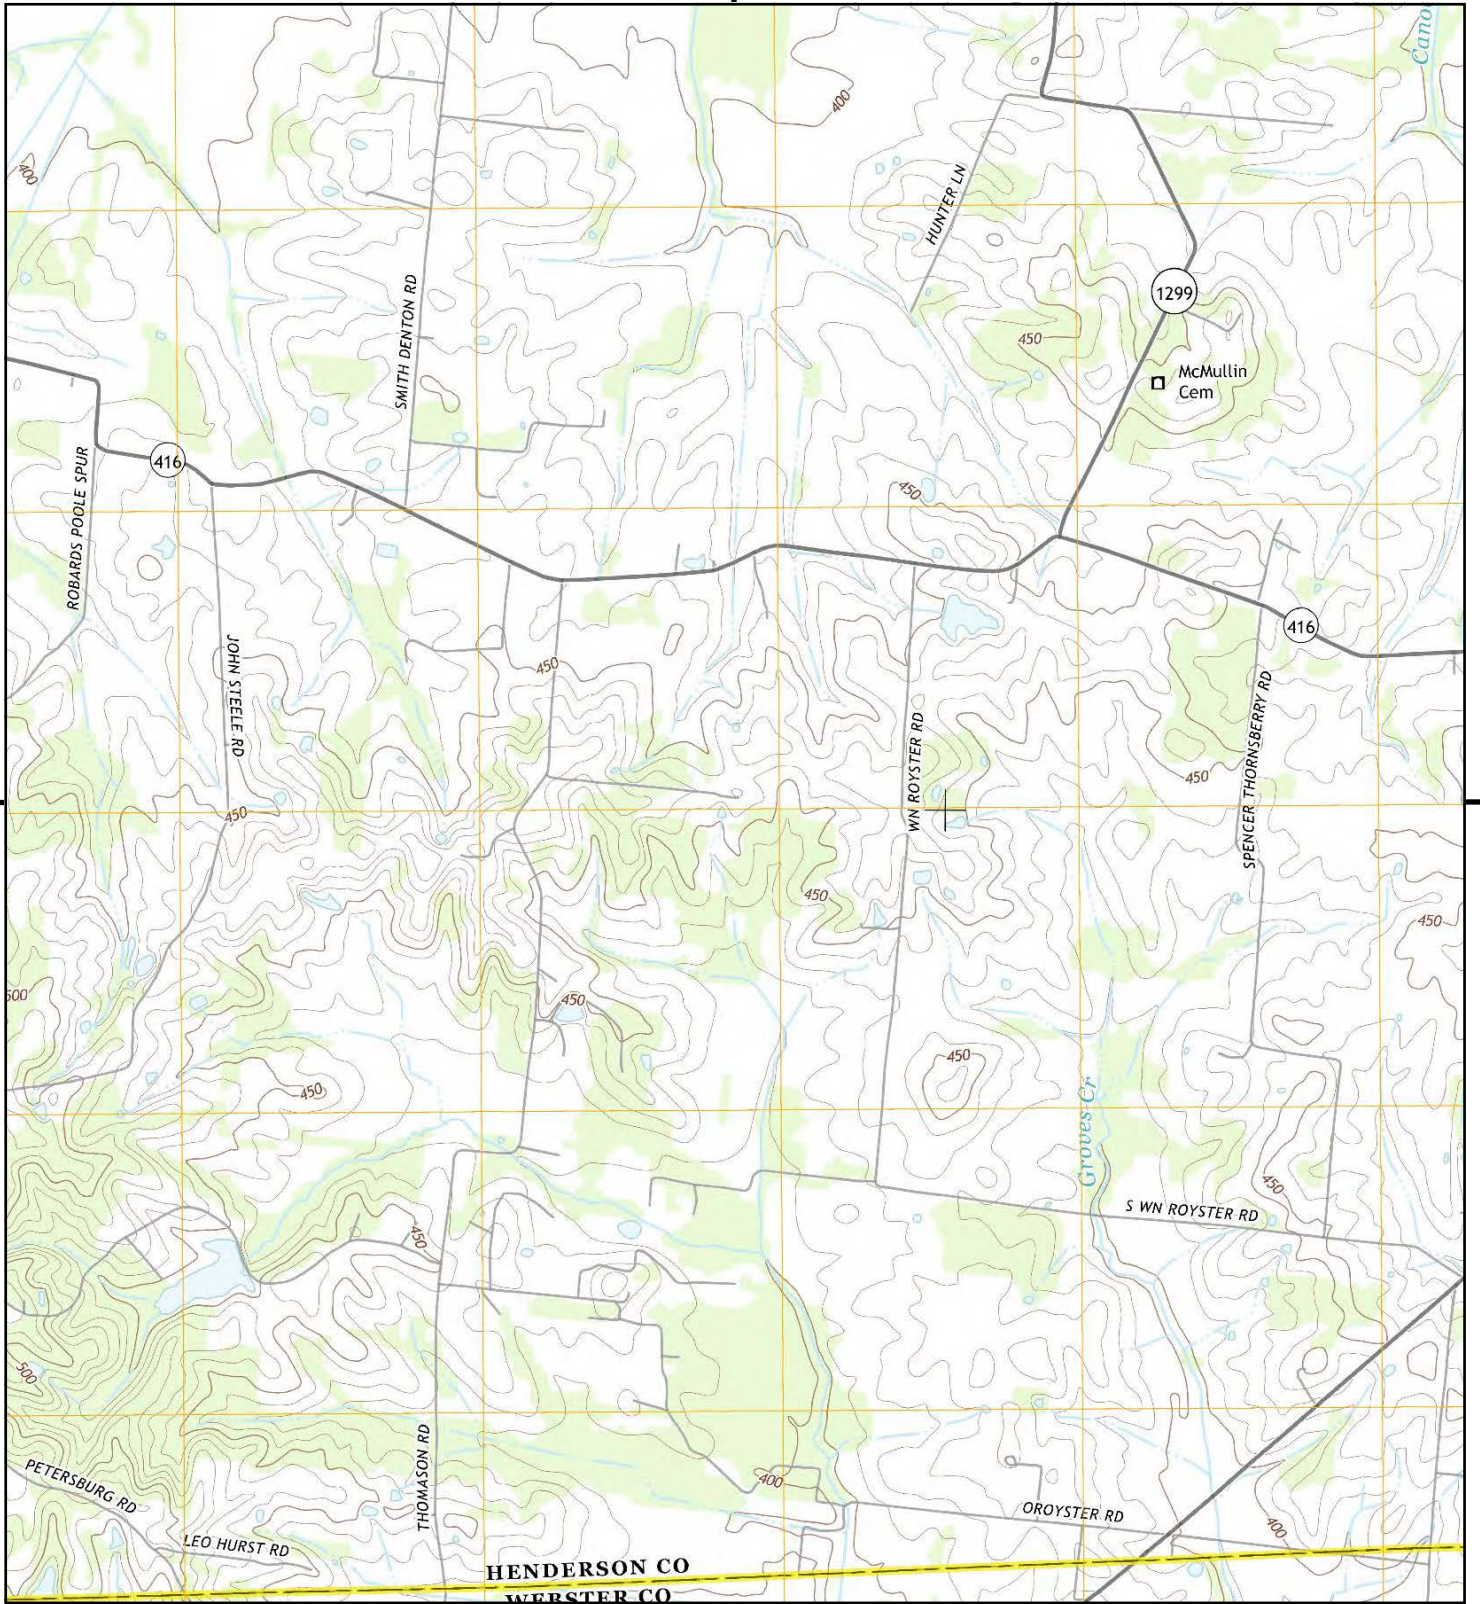 Cano
400
400
HUNTER LN
1299
SMITH DENTON RD
450
McMullin
Cem
416
ROBARDS POOLE SPUR
450
416
JOHN STEELE RD
450
SPENCER THORNSBERRY RD
WN ROYSTER RD
450
450
450
450
500
450
450
450
Groves Cr
450
S WN ROYSTER RD
450
500
THOMASON RD
PETERSBURG RD
400
OROYSTER RD
400
LEO HURST RD
HENDERSON CO
WEBSTER CO